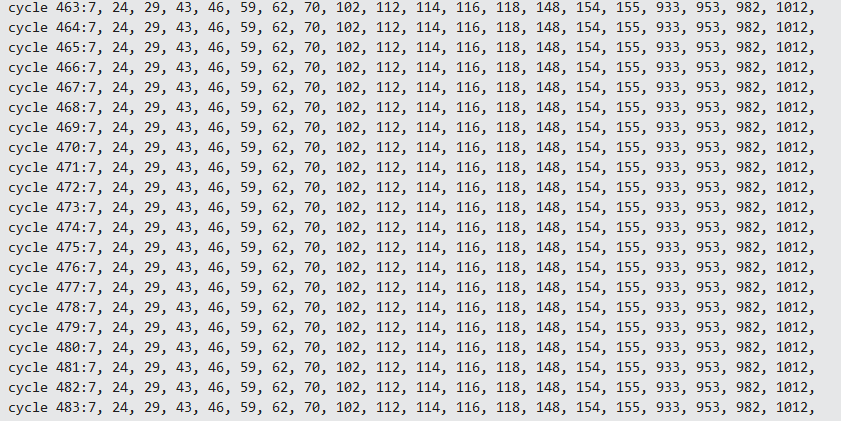 cycle 463:7, 24, 29, 43, 46, 59, 62, 70, 102, 112, 114, 116, 118, 148, 154, 155, 933, 953, 982, 1012,
cycle 464:7, 24, 29, 43, 46, 59, 62, 70, 102, 112, 114, 116, 118, 148, 154, 155, 933, 953, 982, 1012,
cycle 465:7, 24, 29, 43, 46, 59, 62, 70, 102, 112, 114, 116, 118, 148, 154, 155, 933, 953, 982, 1012,
cycle 466:7, 24, 29, 43, 46, 59, 62, 70, 102, 112, 114, 116, 118, 148, 154, 155, 933, 953, 982, 1012,
cycle 467:7, 24, 29, 43, 46, 59, 62, 70, 102, 112, 114, 116, 118, 148, 154, 155, 933, 953, 982, 1012,
cycle 468:7, 24, 29, 43, 46, 59, 62, 70, 102, 112, 114, 116, 118, 148, 154, 155, 933, 953, 982, 1012,
cycle 469:7, 24, 29, 43, 46, 59, 62, 70, 102, 112, 114, 116, 118, 148, 154, 155, 933, 953, 982, 1012,
cycle 470:7, 24, 29, 43, 46, 59, 62, 70, 102, 112, 114, 116, 118, 148, 154, 155, 933, 953, 982, 1012,
cycle 471:7, 24, 29, 43, 46, 59, 62, 70, 102, 112, 114, 116, 118, 148, 154, 155, 933, 953, 982, 1012,
cycle 472:7, 24, 29, 43, 46, 59, 62, 70, 102, 112, 114, 116, 118, 148, 154, 155, 933, 953, 982, 1012,
cycle 473:7, 24, 29, 43, 46, 59, 62, 70, 102, 112, 114, 116, 118, 148, 154, 155, 933, 953, 982, 1012,
cycle 474:7, 24, 29, 43, 46, 59, 62, 70, 102, 112, 114, 116, 118, 148, 154, 155, 933, 953, 982, 1012,
cycle 475:7, 24, 29, 43, 46, 59, 62, 70, 102, 112, 114, 116, 118, 148, 154, 155, 933, 953, 982, 1012,
cycle 476:7, 24, 29, 43, 46, 59, 62, 70, 102, 112, 114, 116, 118, 148, 154, 155, 933, 953, 982, 1012,
cycle 477:7, 24, 29, 43, 46, 59, 62, 70, 102, 112, 114, 116, 118, 148, 154, 155, 933, 953, 982, 1012,
cycle 478:7, 24, 29, 43, 46, 59, 62, 70, 102, 112, 114, 116, 118, 148, 154, 155, 933, 953, 982, 1012,
cycle 479:7, 24, 29, 43, 46, 59, 62, 70, 102, 112, 114, 116, 118, 148, 154, 155, 933, 953, 982, 1012,
cycle 480:7, 24, 29, 43, 46, 59, 62, 70, 102, 112, 114, 116, 118, 148, 154, 155, 933, 953, 982, 1012,
cycle 481:7, 24, 29, 43, 46, 59, 62, 70, 102, 112, 114, 116, 118, 148, 154, 155, 933, 953, 982, 1012,
cycle 482:7, 24, 29, 43, 46, 59, 62, 70, 102, 112, 114, 116, 118, 148, 154, 155, 933, 953, 982, 1012,
cycle 483:7, 24, 29, 43, 46, 59, 62, 70, 102, 112, 114, 116, 118, 148, 154, 155, 933, 953, 982, 1012,